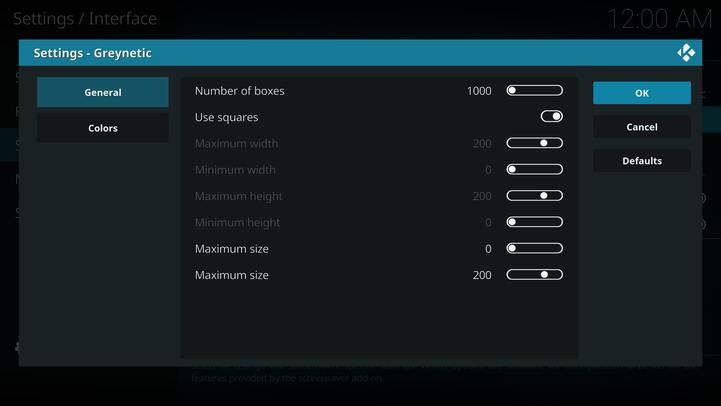 Settings / Interface
12:00 AM
Settings - Greynetic
General
Colors
Number of boxes 1000
Use squares
Maximum width 200
Minimum width 0
Maximum height 200
Minimum height 0
Maximum size 0
Maximum size 200
OK
Cancel
Defaults
features provided by the screensaver add-on.